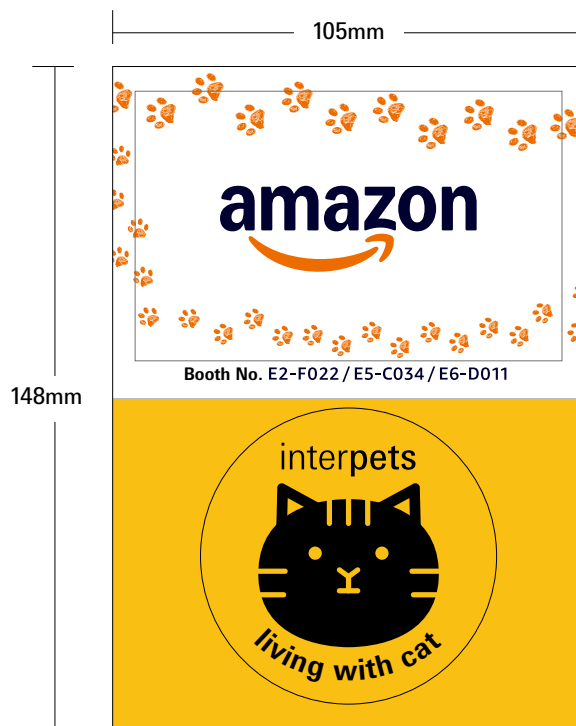 105mm
amazon
Booth No. E2-F022 / E5-C034 / E6-D011
148mm
interpets
living with cat